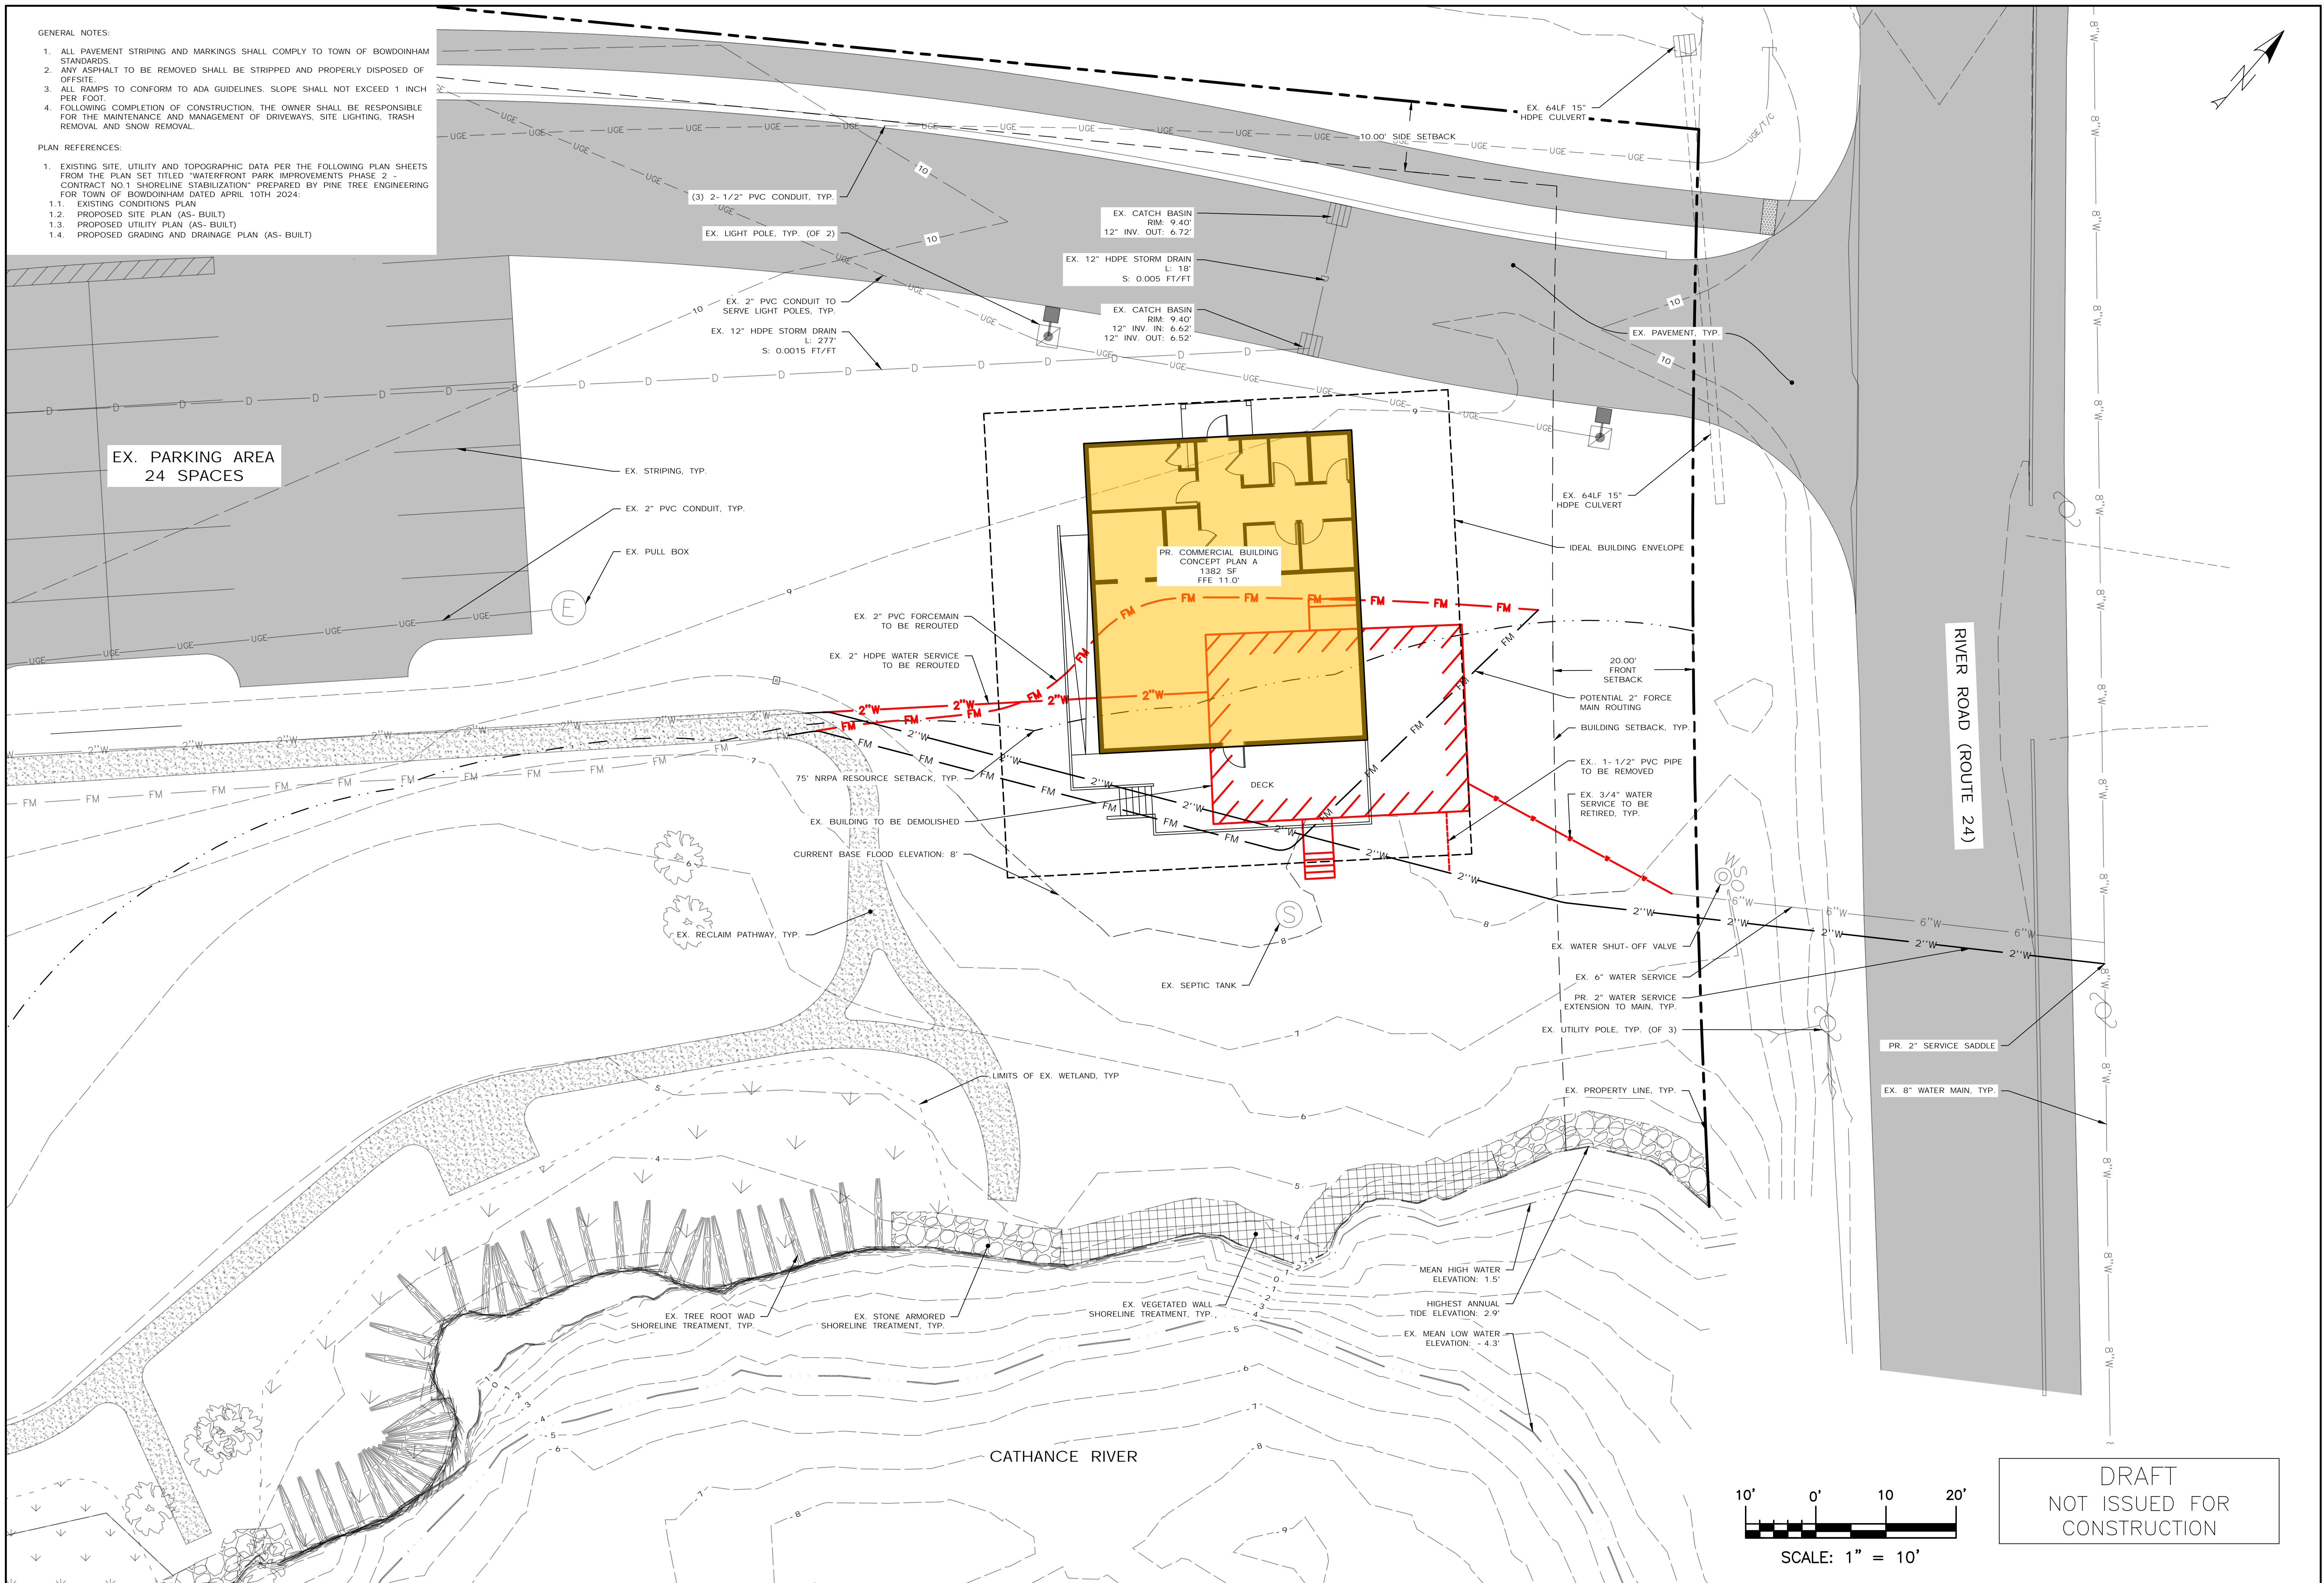 GENERAL NOTES:
1. ALL PAVEMENT STRIPING AND MARKINGS SHALL COMPLY TO TOWN OF BOWDOINHAM
STANDARDS.
2. ANY ASPHALT TO BE REMOVED SHALL BE STRIPPED AND PROPERLY DISPOSED OF
OFFSITE.
3. ALL RAMPS TO CONFORM TO ADA GUIDELINES. SLOPE SHALL NOT EXCEED 1 INCH
PER FOOT.
4. FOLLOWING COMPLETION OF CONSTRUCTION, THE OWNER SHALL BE RESPONSIBLE
FOR THE MAINTENANCE AND MANAGEMENT OF DRIVEWAYS, SITE LIGHTING, TRASH
REMOVAL AND SNOW REMOVAL.
PLAN REFERENCES:
1. EXISTING SITE, UTILITY AND TOPOGRAPHIC DATA PER THE FOLLOWING PLAN SHEETS
FROM THE PLAN SET TITLED "WATERFRONT PARK IMPROVEMENTS PHASE 2 -
CONTRACT NO.1 SHORELINE STABILIZATION" PREPARED BY PINE TREE ENGINEERING
FOR TOWN OF BOWDOINHAM DATED APRIL 10TH 2024:
1.1. EXISTING CONDITIONS PLAN
1.2. PROPOSED SITE PLAN (AS-BUILT)
1.3. PROPOSED UTILITY PLAN (AS-BUILT)
1.4. PROPOSED GRADING AND DRAINAGE PLAN (AS-BUILT)
EX. 64LF 15"
HDPE CULVERT
10.00' SIDE SETBACK
UGE/T/C
N
(3) 2-1/2" PVC CONDUIT, TYP.
EX. LIGHT POLE, TYP. (OF 2)
EX. CATCH BASIN
RIM: 9.40'
12" INV. OUT: 6.72'
EX. 12" HDPE STORM DRAIN
L: 18'
S: 0.005 FT/FT
EX. CATCH BASIN
RIM: 9.40'
12" INV. IN: 6.62'
12" INV. OUT: 6.52'
EX. 2" PVC CONDUIT TO
SERVE LIGHT POLES, TYP.
EX. 12" HDPE STORM DRAIN
L: 277'
S: 0.0015 FT/FT
EX. PAVEMENT, TYP.
EX. PARKING AREA
24 SPACES
EX. STRIPING, TYP.
EX. 2" PVC CONDUIT, TYP.
EX. PULL BOX
E
EX. 64LF 15"
HDPE CULVERT
IDEAL BUILDING ENVELOPE
PR. COMMERCIAL BUILDING
CONCEPT PLAN A
1382 SF
FFE 11.0'
EX. 2" PVC FORCEMAIN
TO BE REROUTED
EX. 2" HDPE WATER SERVICE
TO BE REROUTED
20.00'
FRONT
SETBACK
POTENTIAL 2" FORCE
MAIN ROUTING
BUILDING SETBACK, TYP.
EX.. 1-1/2" PVC PIPE
TO BE REMOVED
EX. 3/4" WATER
SERVICE TO BE
RETIRED, TYP.
RIVER ROAD (ROUTE 24)
75' NRPA RESOURCE SETBACK, TYP.
DECK
EX. BUILDING TO BE DEMOLISHED
CURRENT BASE FLOOD ELEVATION: 8'
EX. RECLAIM PATHWAY, TYP.
S
EX. SEPTIC TANK
WSO
EX. WATER SHUT-OFF VALVE
EX. 6" WATER SERVICE
PR. 2" WATER SERVICE
EXTENSION TO MAIN, TYP.
EX. UTILITY POLE, TYP. (OF 3)
PR. 2" SERVICE SADDLE
EX. 8" WATER MAIN, TYP.
LIMITS OF EX. WETLAND, TYP
EX. PROPERTY LINE, TYP.
MEAN HIGH WATER
ELEVATION: 1.5'
HIGHEST ANNUAL
TIDE ELEVATION: 2.9'
EX. MEAN LOW WATER
ELEVATION: -4.3'
EX. TREE ROOT WAD
SHORELINE TREATMENT, TYP.
EX. STONE ARMORED
SHORELINE TREATMENT, TYP.
EX. VEGETATED WALL
SHORELINE TREATMENT, TYP.
CATHANCE RIVER
10' 0' 10 20'
SCALE: 1" = 10'
DRAFT
NOT ISSUED FOR
CONSTRUCTION